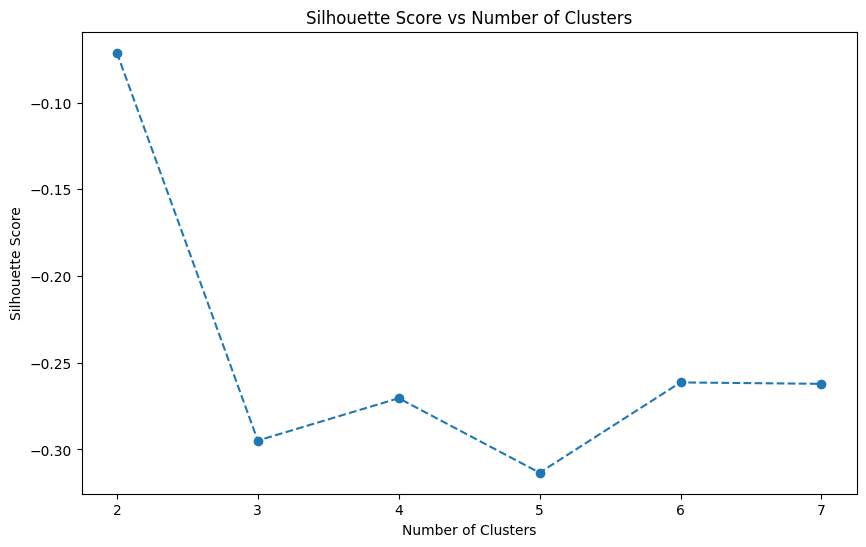 Silhouette Score vs Number of Clusters
Silhouette Score
−0.10
−0.15
−0.20
−0.25
−0.30
2 3 4 5 6 7
Number of Clusters